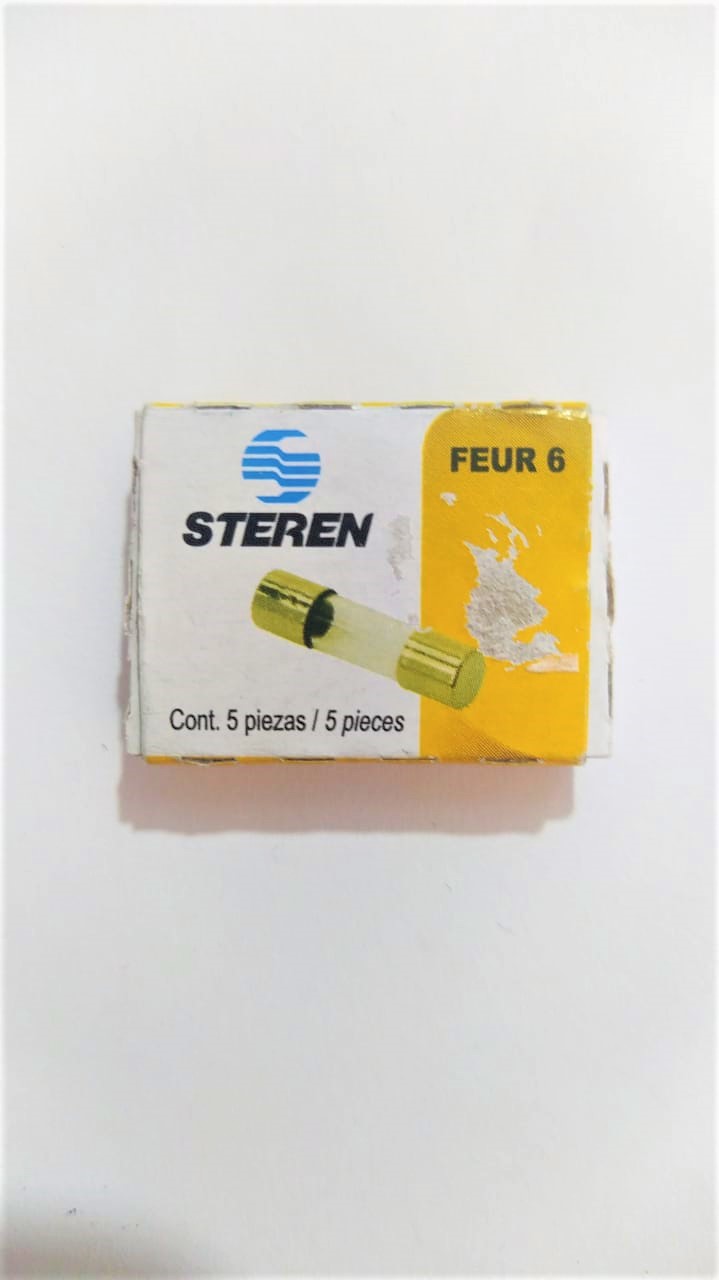 STEREN
FEUR 6
Cont. 5 piezas / 5 pieces